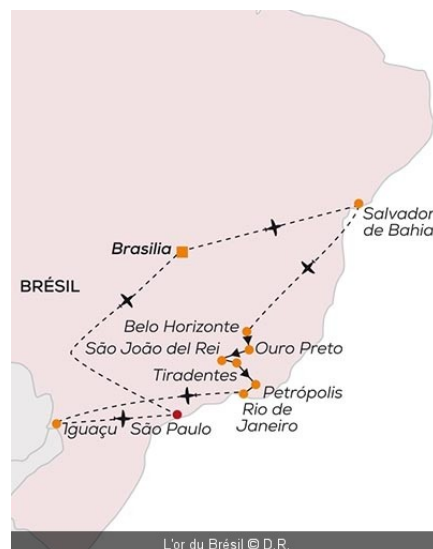 Salvador
de Bahia
Brasilia
BRÉSIL
Belo Horizonte
São João del Rei
Ouro Preto
Tiradentes
Petrópolis
Rio de
Janeiro
Iguaçu
São Paulo
L'or du Brésil © D.R.